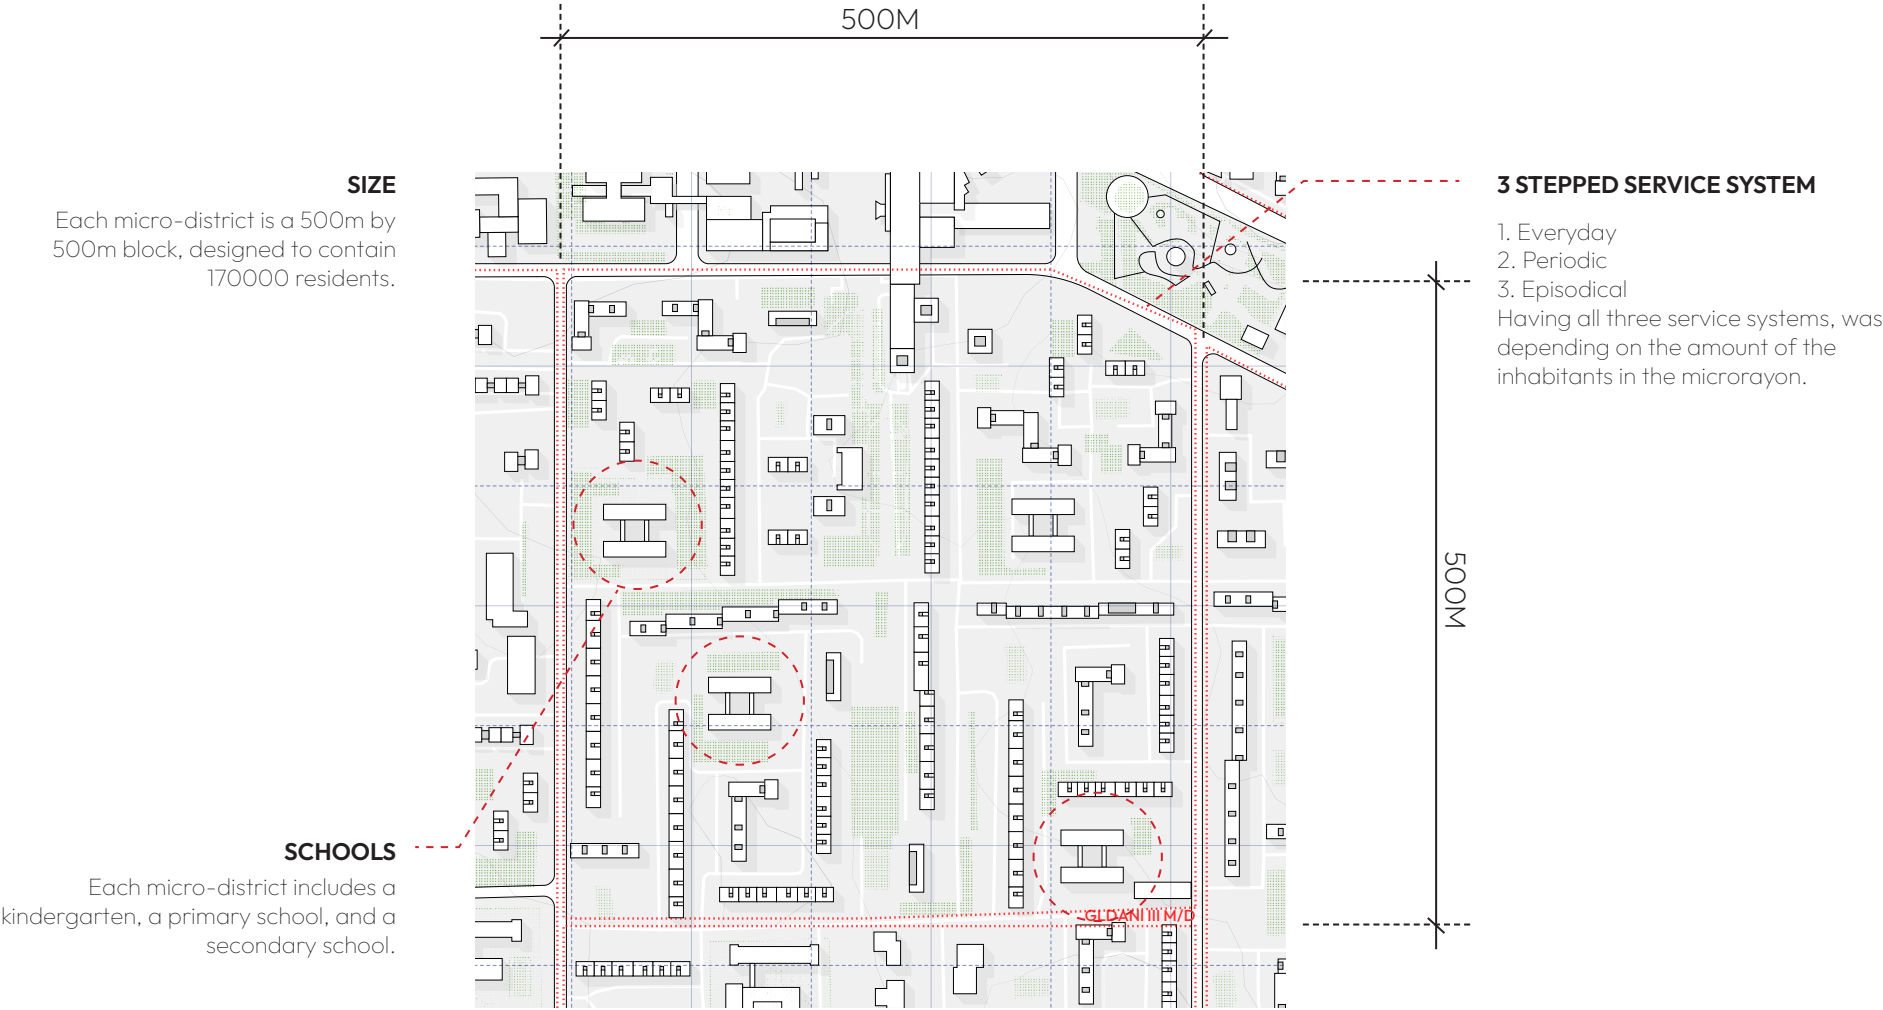 500M
SIZE
Each micro-district is a 500m by
500m block, designed to contain
170000 residents.
3 STEPPED SERVICE SYSTEM
1. Everyday
2. Periodic
3. Episodical
Having all three service systems, was
depending on the amount of the
inhabitants in the microrayon.
500M
SCHOOLS
Each micro-district includes a
kindergarten, a primary school, and a
secondary school.
GLDANI III M/D